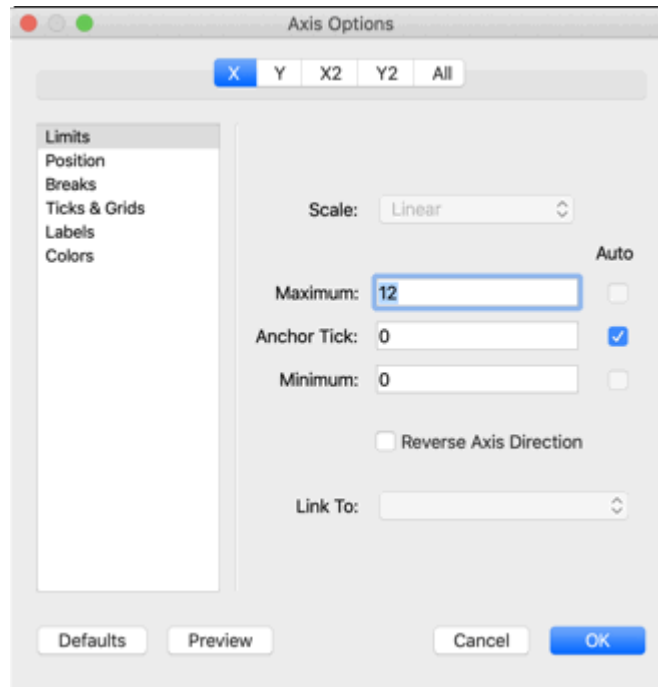 Axis Options
X Y X2 Y2 All
Limits
Position
Breaks
Ticks & Grids
Labels
Colors
Scale: Linear
Auto
Maximum: 12
Anchor Tick: 0
Minimum: 0
Reverse Axis Direction
Link To:
Defaults Preview Cancel OK